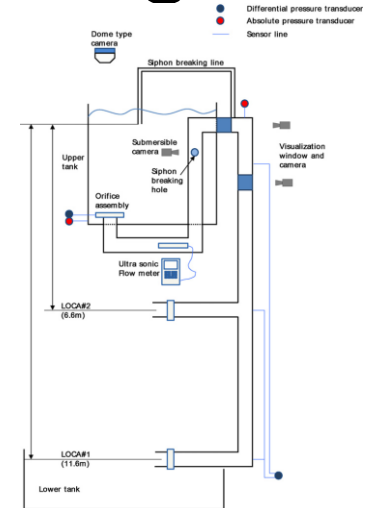 Differential pressure transducer
Absolute pressure transducer
Sensor line
Dome type
camera
Siphon breaking line
Submersible
camera
Visualization
window and
camera
Upper
tank
Siphon
breaking
hole
Orifice
assembly
Ultra sonic
Flow meter
LOCA#2
(6.6m)
LOCA#1
(11.6m)
Lower tank